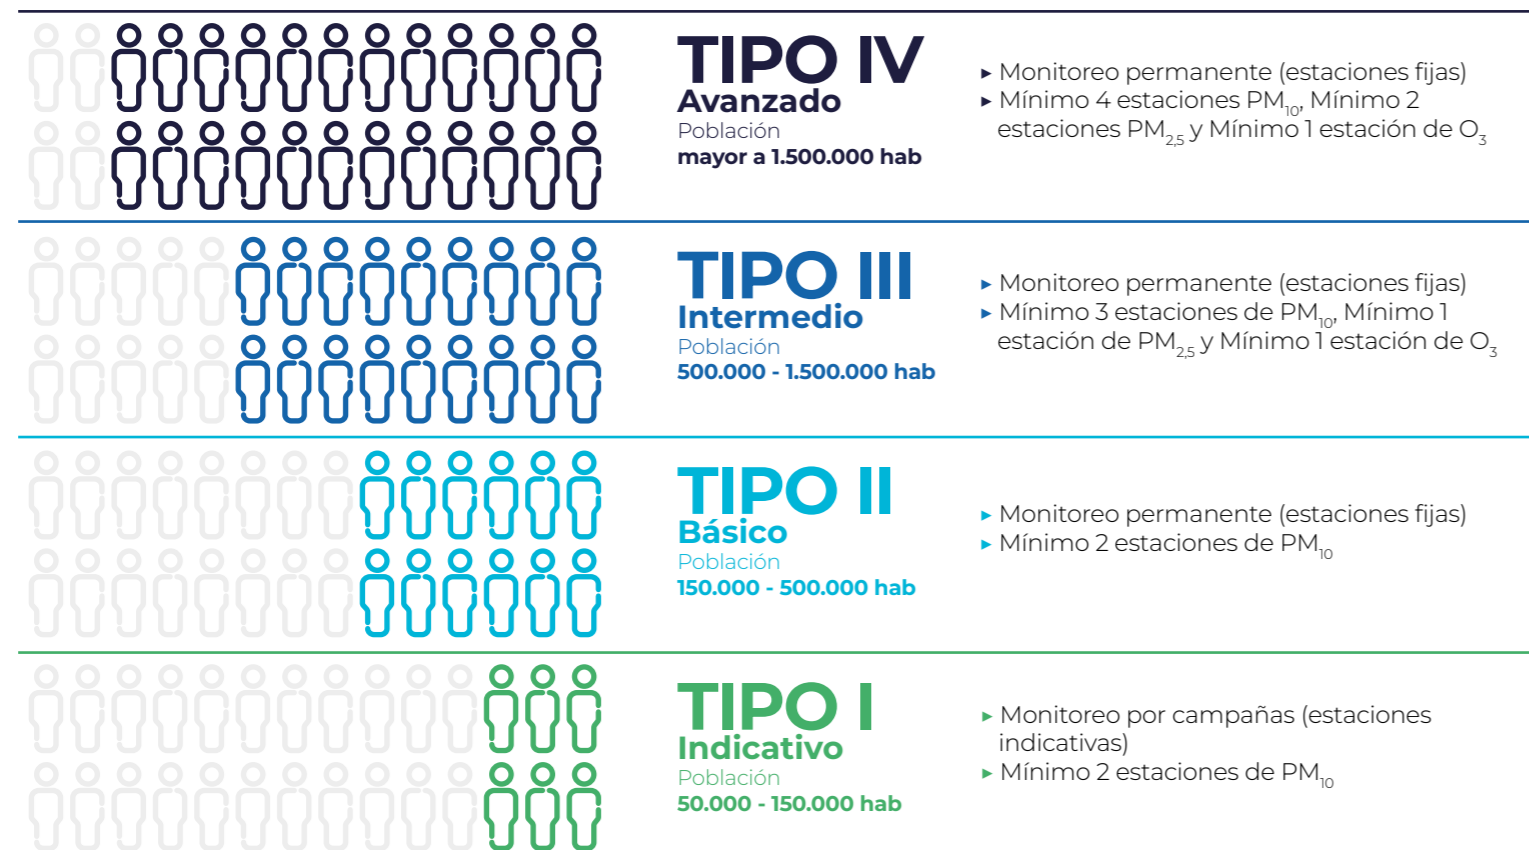 TIPO IV
Avanzado
Población
mayor a 1.500.000 hab
▸ Monitoreo permanente (estaciones fijas)
▸ Mínimo 4 estaciones PM₁₀, Mínimo 2
estaciones PM₂,₅ y Mínimo 1 estación de O₃
TIPO III
Intermedio
Población
500.000 - 1.500.000 hab
▸ Monitoreo permanente (estaciones fijas)
▸ Mínimo 3 estaciones de PM₁₀, Mínimo 1
estación de PM₂,₅ y Mínimo 1 estación de O₃
TIPO II
Básico
Población
150.000 - 500.000 hab
▸ Monitoreo permanente (estaciones fijas)
▸ Mínimo 2 estaciones de PM₁₀
TIPO I
Indicativo
Población
50.000 - 150.000 hab
▸ Monitoreo por campañas (estaciones
indicativas)
▸ Mínimo 2 estaciones de PM₁₀